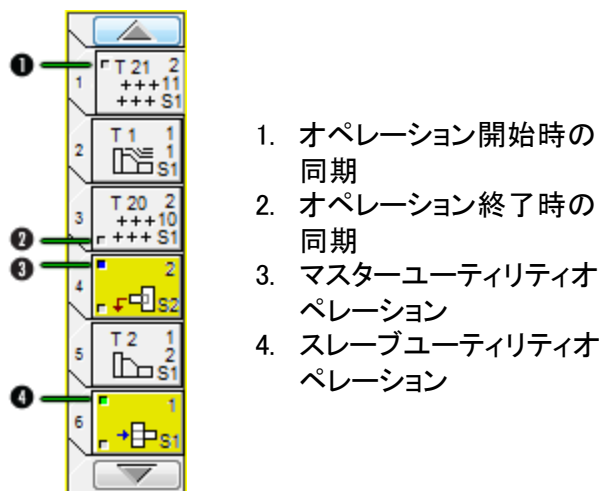 ❶
1
T 21 2
+++11
+++ S1
2
T 1 1
1
S1
3
T 20 2
+++10
+++ S1
❷
❸
4
2
S2
5
T 2 1
2
S1
❹
6
1
S1
1. オペレーション開始時の
同期
2. オペレーション終了時の
同期
3. マスターユーティリティオ
ペレーション
4. スレーブユーティリティオ
ペレーション